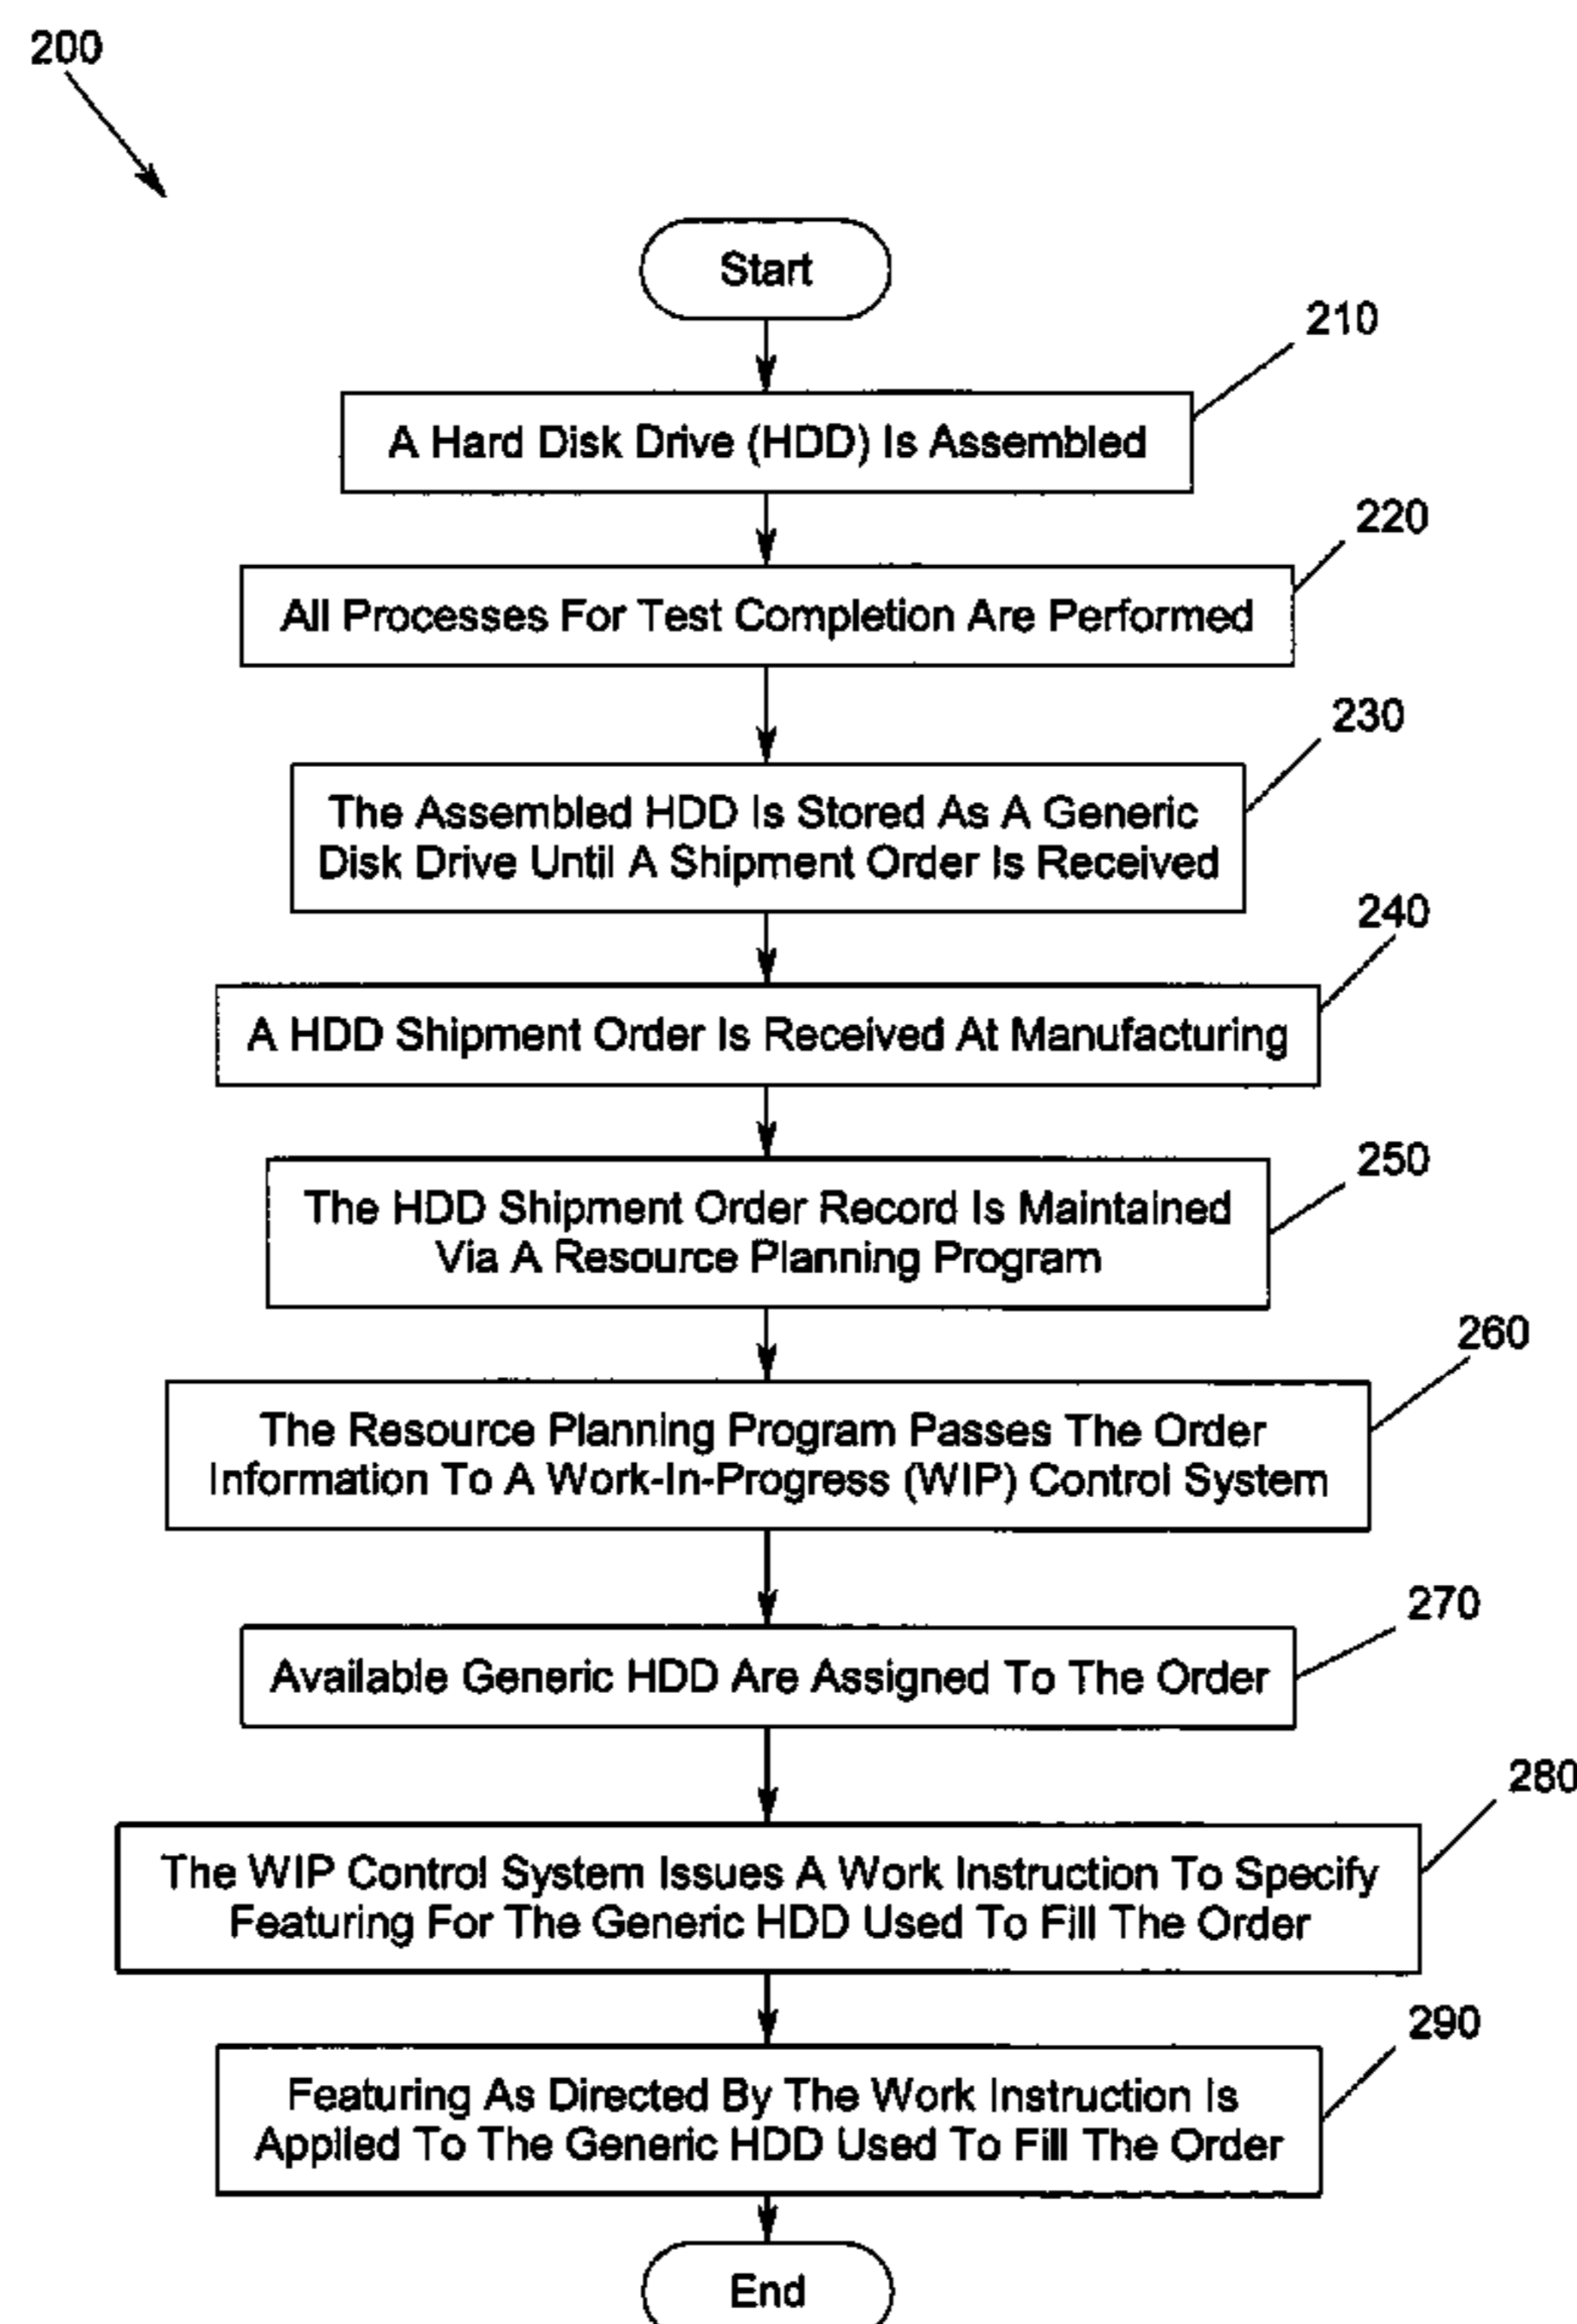 200
Start
210
A Hard Disk Drive (HDD) Is Assembled
220
All Processes For Test Completion Are Performed
230
The Assembled HDD Is Stored As A Generic
Disk Drive Until A Shipment Order Is Received
240
A HDD Shipment Order Is Received At Manufacturing
250
The HDD Shipment Order Record Is Maintained
Via A Resource Planning Program
260
The Resource Planning Program Passes The Order
Information To A Work-In-Progress (WIP) Control System
270
Available Generic HDD Are Assigned To The Order
280
The WIP Control System Issues A Work Instruction To Specify
Featuring For The Generic HDD Used To Fill The Order
290
Featuring As Directed By The Work Instruction Is
Applied To The Generic HDD Used To Fill The Order
End